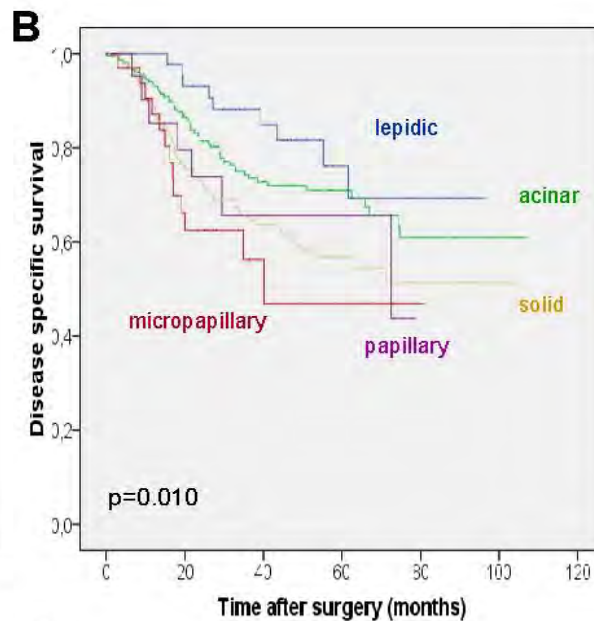 B
1,0
0,8
0,6
0,4
0,2
0,0
Disease specific survival
lepidic
acinar
solid
micropapillary
papillary
p=0.010
0 20 40 60 80 100 120
Time after surgery (months)